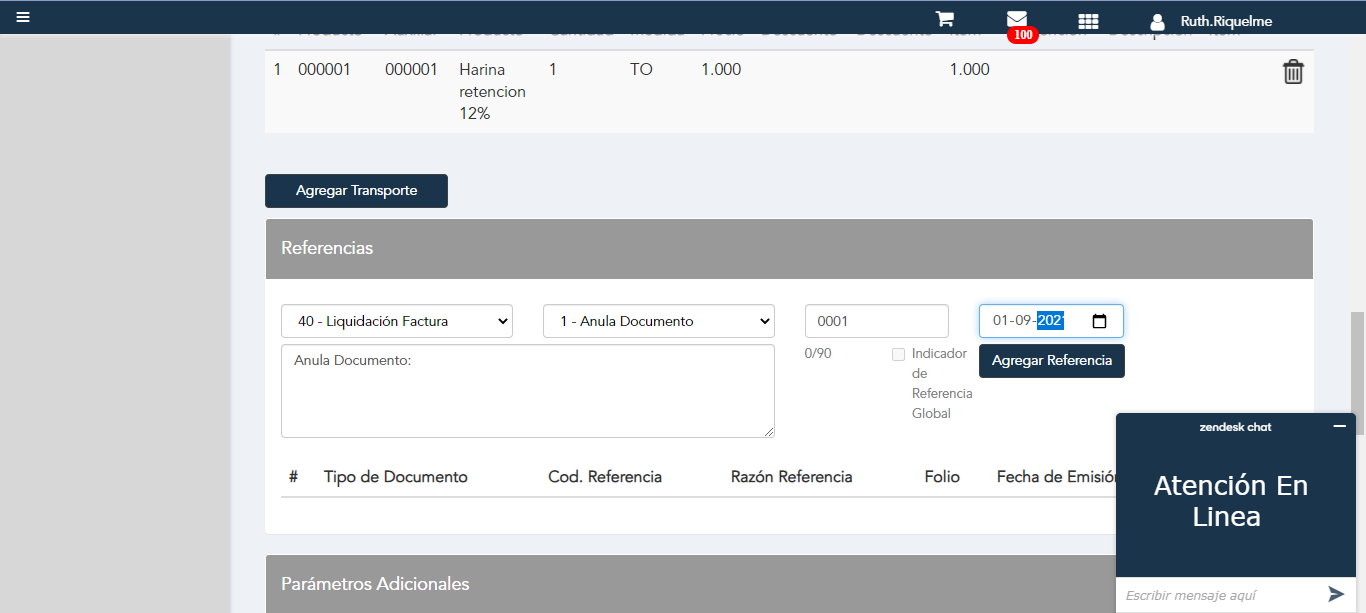 Ruth.Riquelme
100
1 000001 000001 Harina 1 TO 1.000 1.000
retencion
12%
Agregar Transporte
Referencias
40 - Liquidación Factura 1 - Anula Documento 0001 01-09-2021
Anula Documento: 0/90 Indicador Agregar Referencia
de
Referencia
Global
zendesk chat
# Tipo de Documento Cod. Referencia Razón Referencia Folio Fecha de Emisión
Atención En
Linea
Parámetros Adicionales
Escribir mensaje aquí